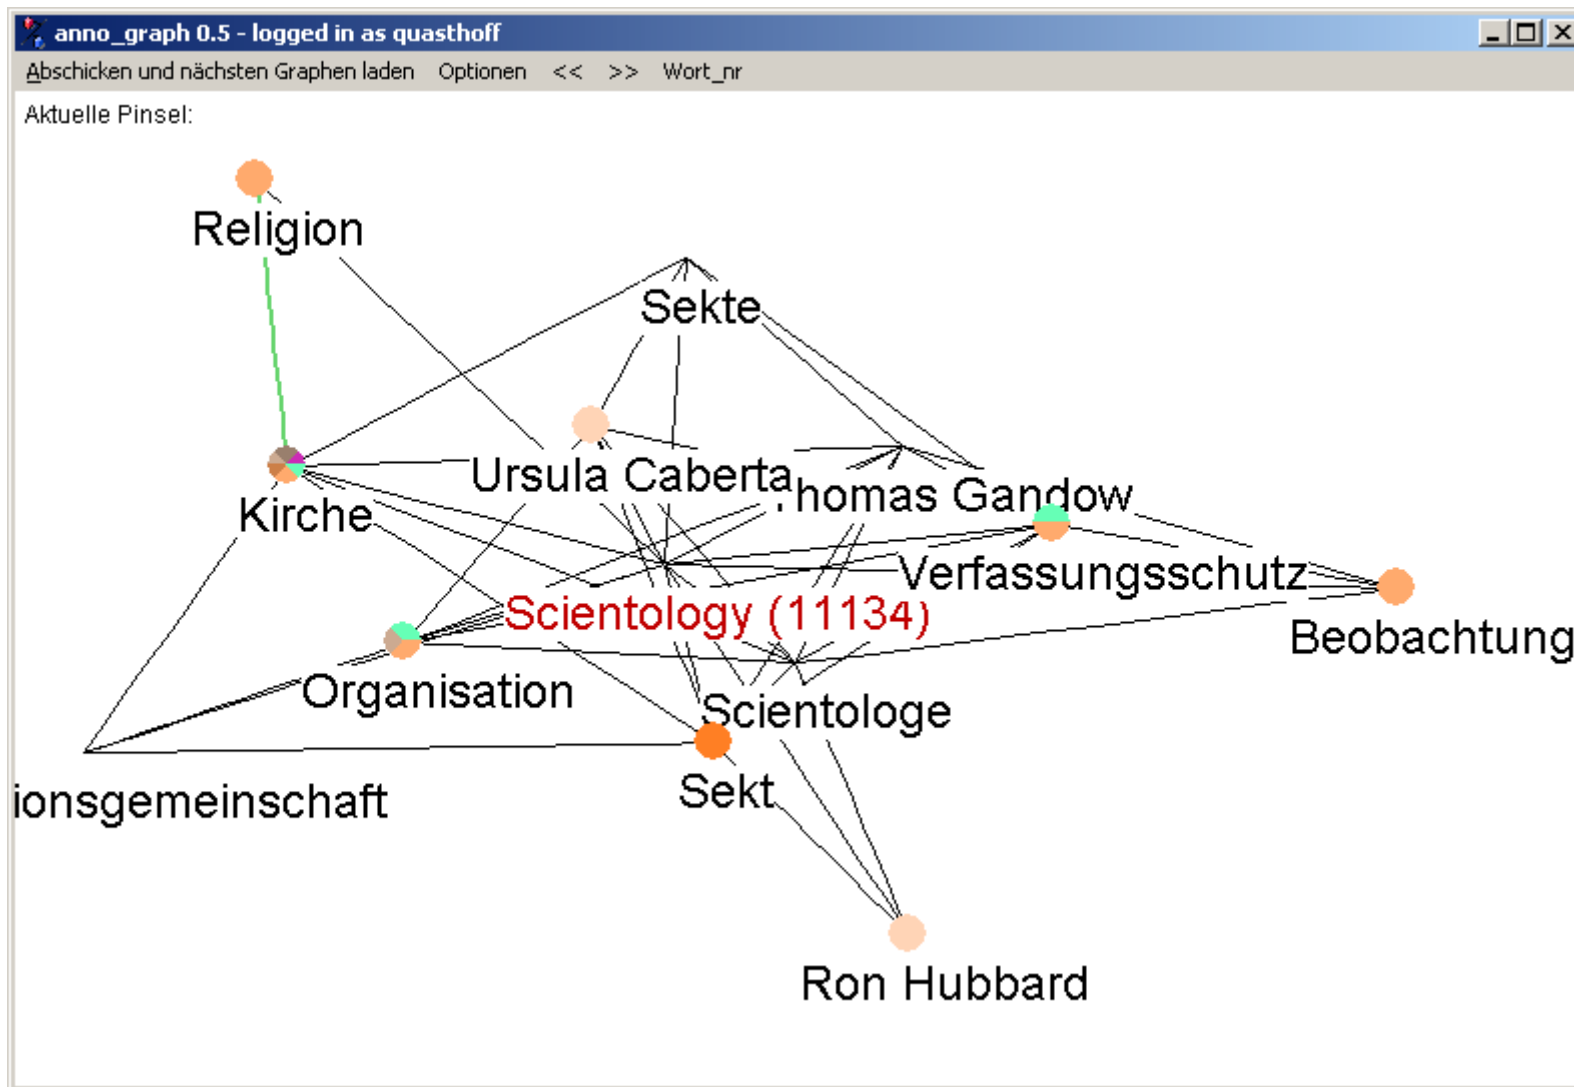 anno_graph 0.5 - logged in as quasthoff
Abschicken und nächsten Graphen laden Optionen << >> Wort_nr
Aktuelle Pinsel:
Religion
Sekte
Ursula Caberta
Thomas Gandow
Kirche
Verfassungsschutz
Scientology (11134)
Beobachtung
Organisation
Scientologe
Sekt
ionsgemeinschaft
Ron Hubbard